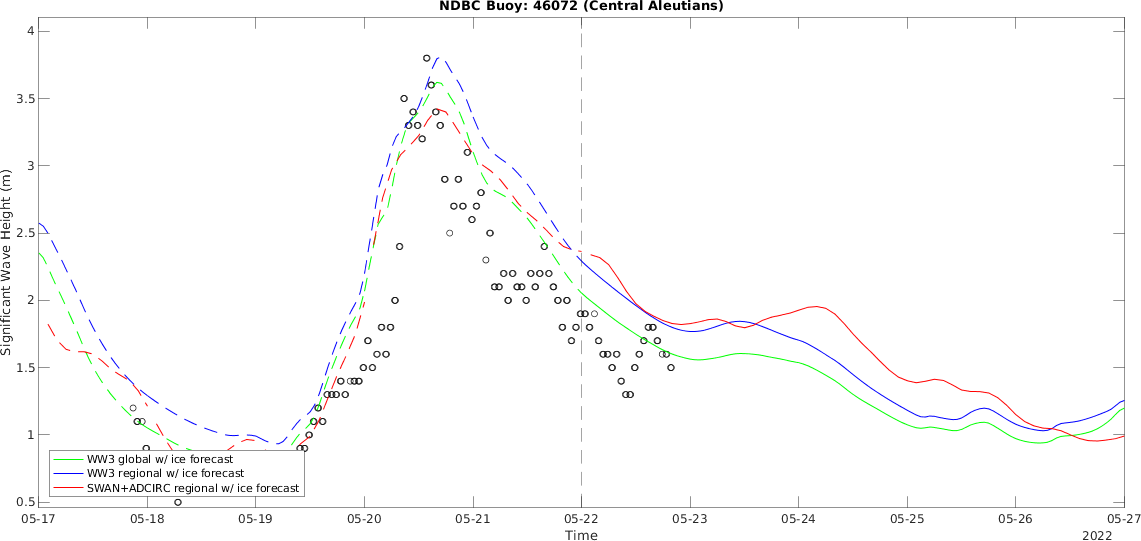 NDBC Buoy: 46072 (Central Aleutians)
4
3.5
3
2.5
2
1.5
1
0.5
Significant Wave Height (m)
WW3 global w/ ice forecast
WW3 regional w/ ice forecast
SWAN+ADCIRC regional w/ ice forecast
05-17 05-18 05-19 05-20 05-21 05-22 05-23 05-24 05-25 05-26 05-27
Time
2022